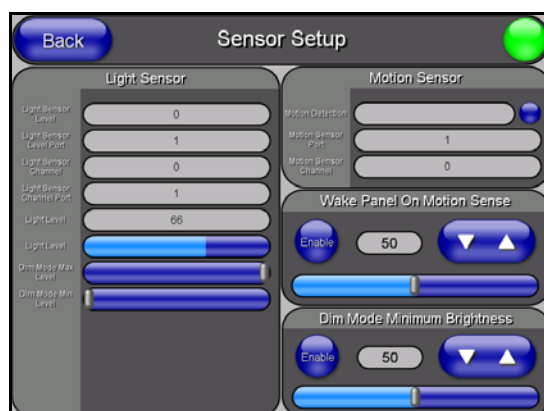 Back
Sensor Setup
Light Sensor
Light Sensor
Level
0
Light Sensor
Level Port
1
Light Sensor
Channel
0
Light Sensor
Channel Port
1
Light Level
66
Light Level
Dim Mode Max
Level
Dim Mode Min
Level
Motion Sensor
Motion Detection
Motion Sensor
Port
1
Motion Sensor
Channel
0
Wake Panel On Motion Sense
Enable
50
Dim Mode Minimum Brightness
Enable
50